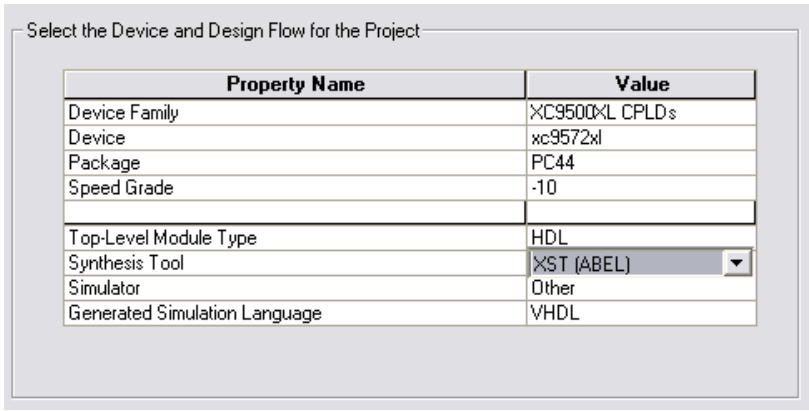 Select the Device and Design Flow for the Project
Property Name Value
Device Family XC9500XL CPLDs
Device xc9572xl
Package PC44
Speed Grade -10
Top-Level Module Type HDL
Synthesis Tool XST (ABEL)
Simulator Other
Generated Simulation Language VHDL